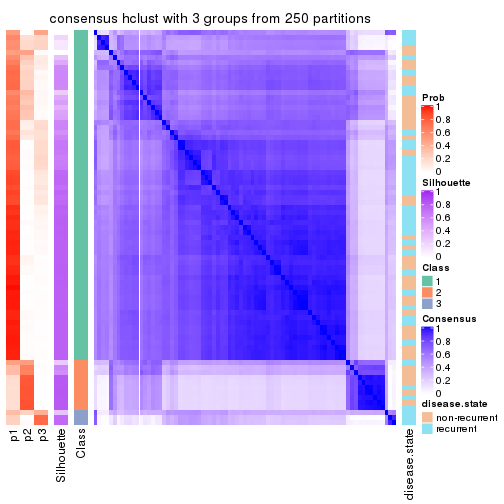 consensus hclust with 3 groups from 250 partitions
Prob
1
0.8
0.6
0.4
0.2
0
Silhouette
1
0.8
0.6
0.4
0.2
0
Class
1
2
3
Consensus
1
0.8
0.6
0.4
0.2
0
disease.state
non-recurrent
recurrent
p1
p2
p3
Silhouette
Class
disease.state